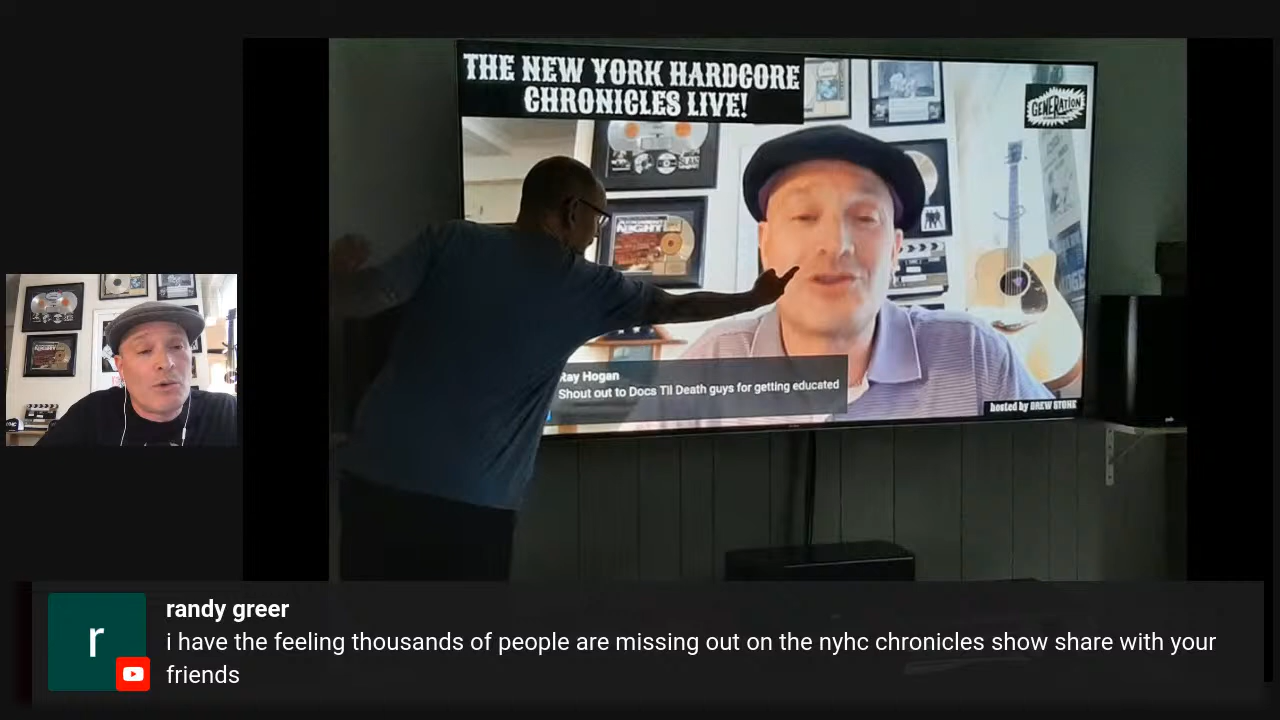 THE NEW YORK HARDCORE
CHRONICLES LIVE!
GENERATION
NIGHT
Ray Hogan
Shout out to Docs Til Death guys for getting educated
hosted by DREW STONE
r
randy greer
i have the feeling thousands of people are missing out on the nyhc chronicles show share with your
friends